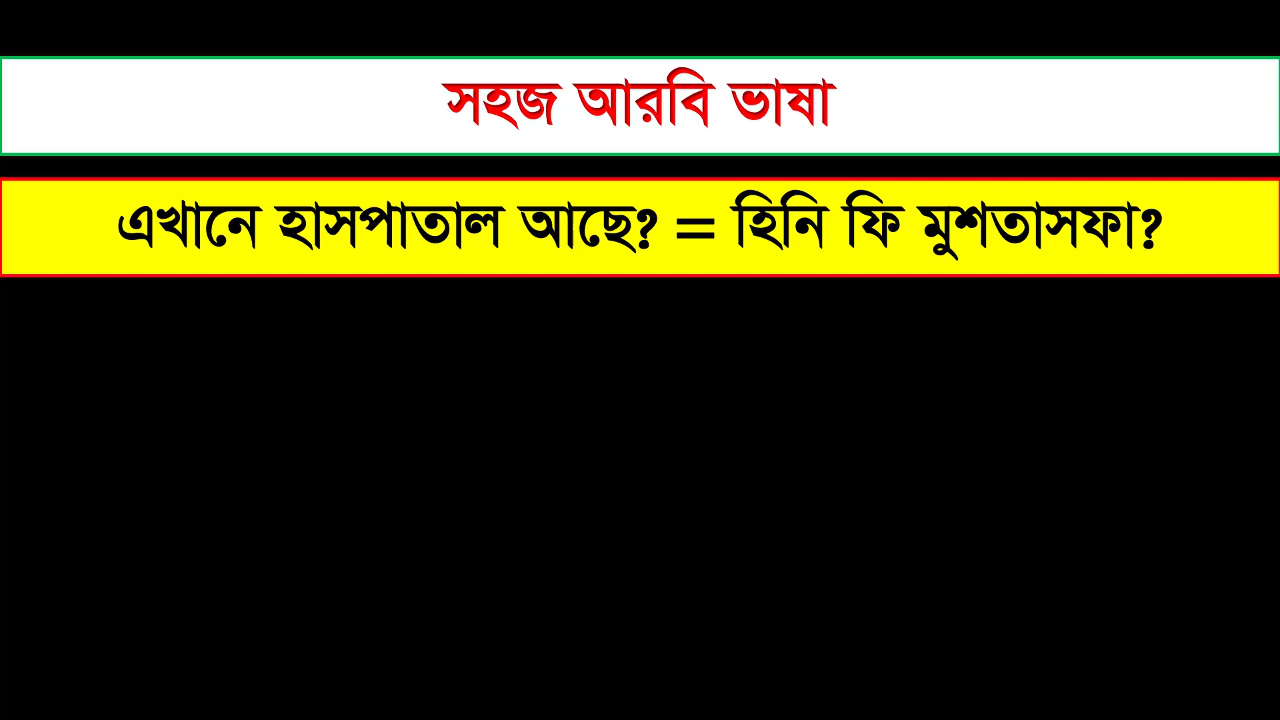 সহজ আরবি ভাষা
এখানে হাসপাতাল আছে? = হিনি ফি মুশতাসফা?